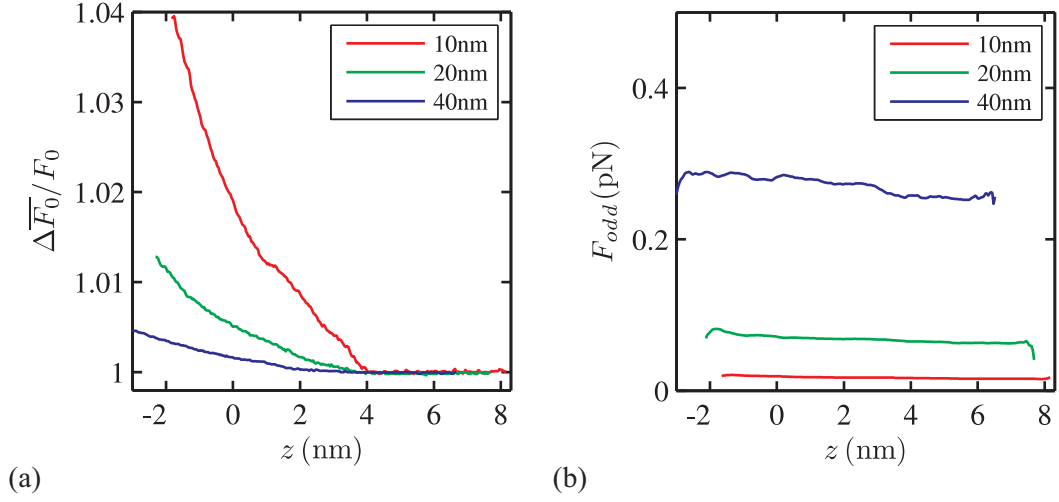 1.04
1.03
1.02
1.01
1
ΔF̅₀/F₀
10nm
20nm
40nm
-2 0 2 4 6 8
z (nm)
(a)
0.4
0.2
0
F_odd (pN)
10nm
20nm
40nm
-2 0 2 4 6 8
z (nm)
(b)